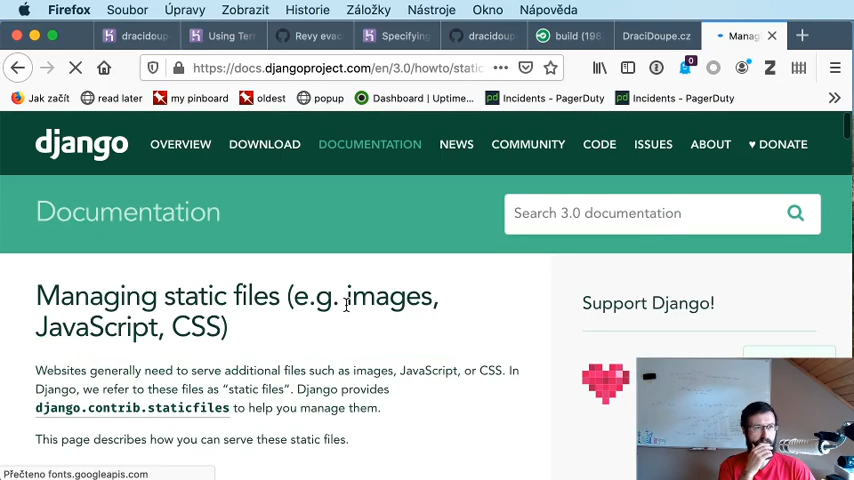 Firefox Soubor Úpravy Zobrazit Historie Záložky Nástroje Okno Nápověda
dracidoup Using Ter Revy evac Specifying dracidoup build (198 DraciDoupe.cz Manag
https://docs.djangoproject.com/en/3.0/howto/static
0
Z
Jak začít read later my pinboard oldest popup Dashboard | Uptime... pd Incidents - PagerDuty pd Incidents - PagerDuty
django OVERVIEW DOWNLOAD DOCUMENTATION NEWS COMMUNITY CODE ISSUES ABOUT ♥ DONATE
Documentation
Search 3.0 documentation
Managing static files (e.g. images,
JavaScript, CSS)
Support Django!
Websites generally need to serve additional files such as images, JavaScript, or CSS. In
Django, we refer to these files as “static files”. Django provides
django.contrib.staticfiles to help you manage them.
This page describes how you can serve these static files.
Přečteno fonts.googleapis.com